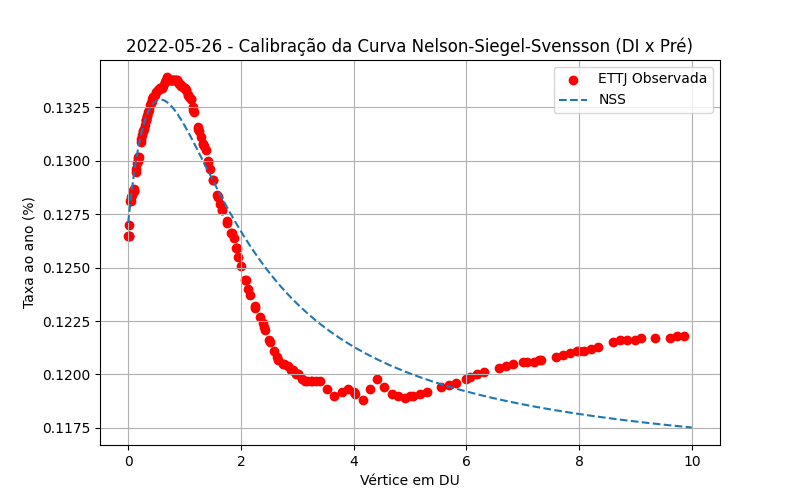 2022-05-26 - Calibração da Curva Nelson-Siegel-Svensson (DI x Pré)
ETTJ Observada
NSS
Taxa ao ano (%)
0.1325
0.1300
0.1275
0.1250
0.1225
0.1200
0.1175
0 2 4 6 8 10
Vértice em DU